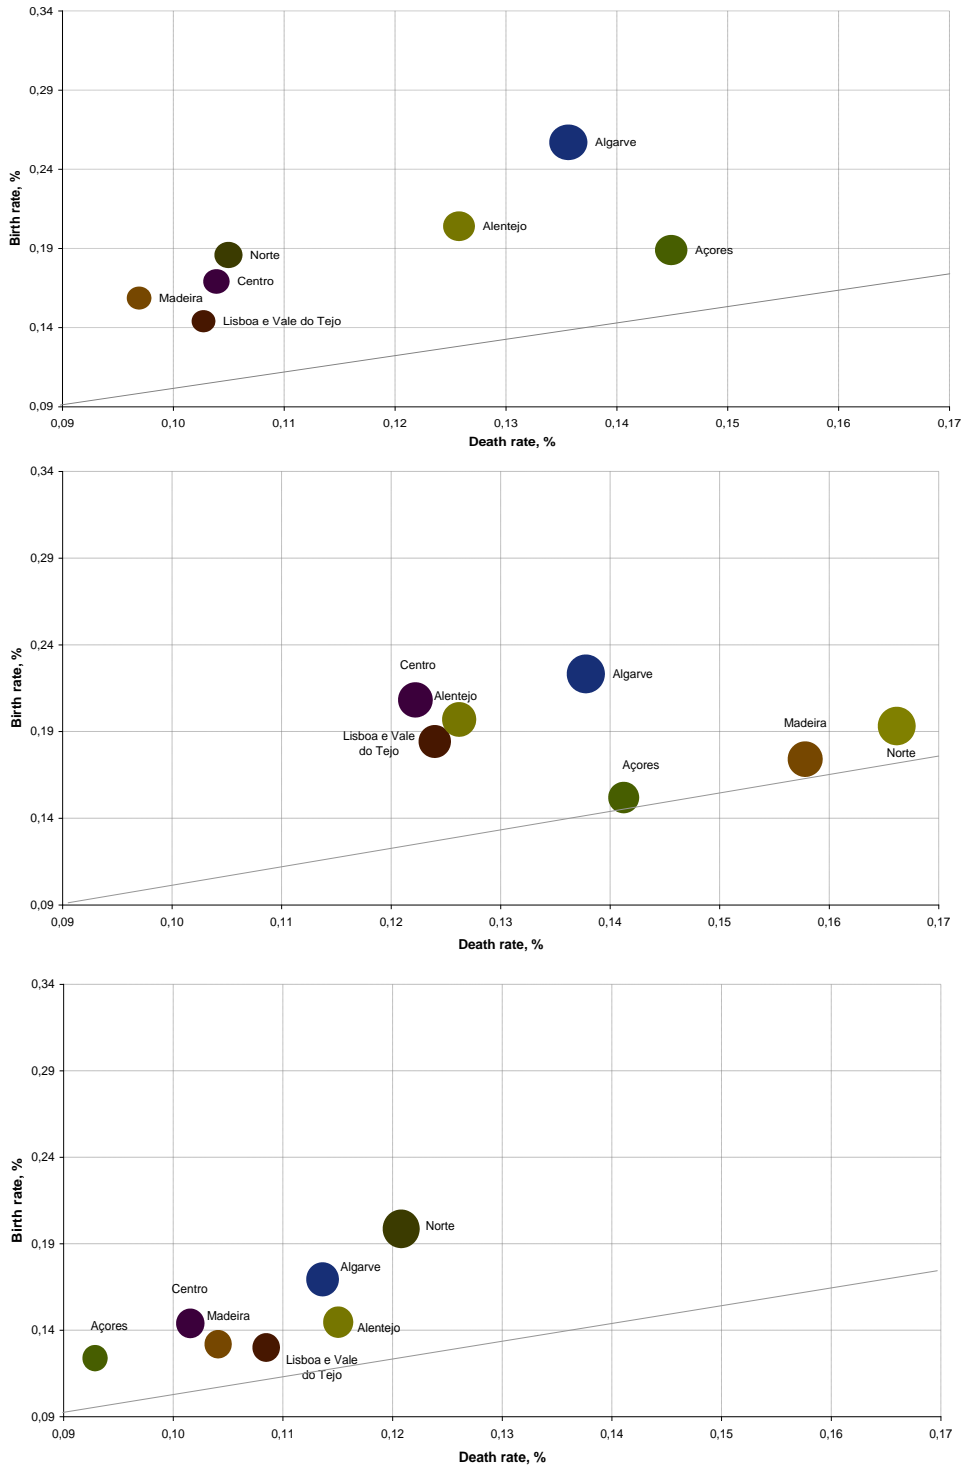 0,34
0,29
0,24
0,19
0,14
0,09
Birth rate, %
Algarve
Alentejo
Açores
Norte
Centro
Madeira
Lisboa e Vale do Tejo
0,09 0,10 0,11 0,12 0,13 0,14 0,15 0,16 0,17
Death rate, %
0,34
0,29
0,24
0,19
0,14
0,09
Birth rate, %
Centro
Algarve
Alentejo
Lisboa e Vale
do Tejo
Madeira
Norte
Açores
0,09 0,10 0,11 0,12 0,13 0,14 0,15 0,16 0,17
Death rate, %
0,34
0,29
0,24
0,19
0,14
0,09
Birth rate, %
Norte
Algarve
Centro
Madeira
Açores
Alentejo
Lisboa e Vale
do Tejo
0,09 0,10 0,11 0,12 0,13 0,14 0,15 0,16 0,17
Death rate, %